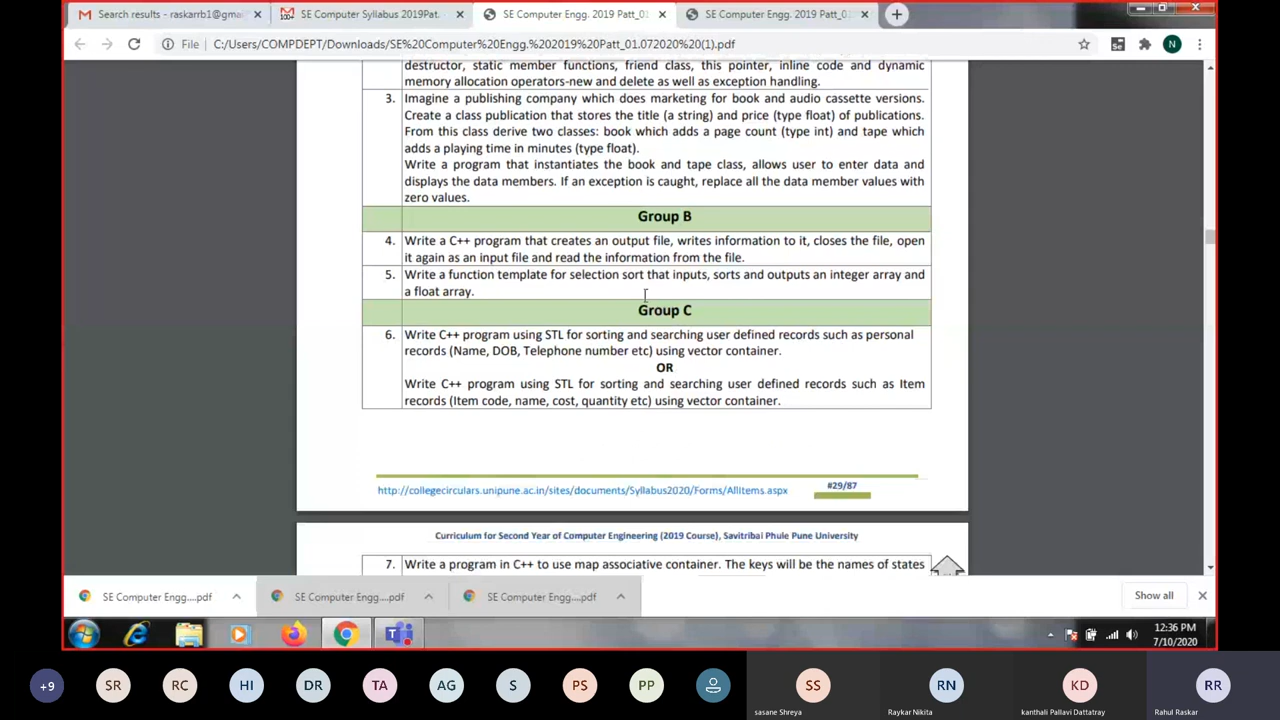 Search results - raskarrb1@gma
SE Computer Syllabus 2019Pat.
SE Computer Engg. 2019 Patt_01
SE Computer Engg. 2019 Patt_0
File | C:/Users/COMPDEPT/Downloads/SE%20Computer%20Engg.%202019%20Patt_01.072020%20(1).pdf
N
destructor, static member functions, friend class, this pointer, inline code and dynamic
memory allocation operators-new and delete as well as exception handling.
3. Imagine a publishing company which does marketing for book and audio cassette versions.
Create a class publication that stores the title (a string) and price (type float) of publications.
From this class derive two classes: book which adds a page count (type int) and tape which
adds a playing time in minutes (type float).
Write a program that instantiates the book and tape class, allows user to enter data and
displays the data members. If an exception is caught, replace all the data member values with
zero values.
Group B
4. Write a C++ program that creates an output file, writes information to it, closes the file, open
it again as an input file and read the information from the file.
5. Write a function template for selection sort that inputs, sorts and outputs an integer array and
a float array.
Group C
6. Write C++ program using STL for sorting and searching user defined records such as personal
records (Name, DOB, Telephone number etc) using vector container.
OR
Write C++ program using STL for sorting and searching user defined records such as Item
records (Item code, name, cost, quantity etc) using vector container.
http://collegecirculars.unipune.ac.in/sites/documents/Syllabus2020/Forms/AllItems.aspx
#29/87
Curriculum for Second Year of Computer Engineering (2019 Course), Savitribai Phule Pune University
7. Write a program in C++ to use map associative container. The keys will be the names of states
SE Computer Engg....pdf
SE Computer Engg....pdf
SE Computer Engg....pdf
Show all
12:36 PM
7/10/2020
+9 SR RC HI DR TA AG S PS PP SS RN KD RR
sasane Shreya
Raykar Nikita
kanthali Pallavi Dattatray
Rahul Raskar